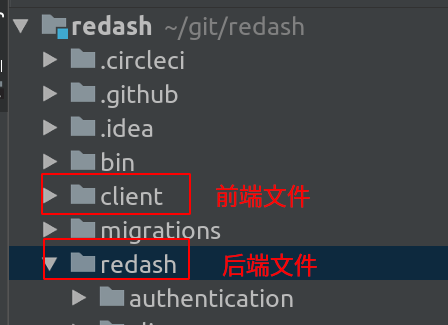 redash ~/git/redash
.circleci
.github
.idea
bin
client 前端文件
migrations
redash 后端文件
authentication